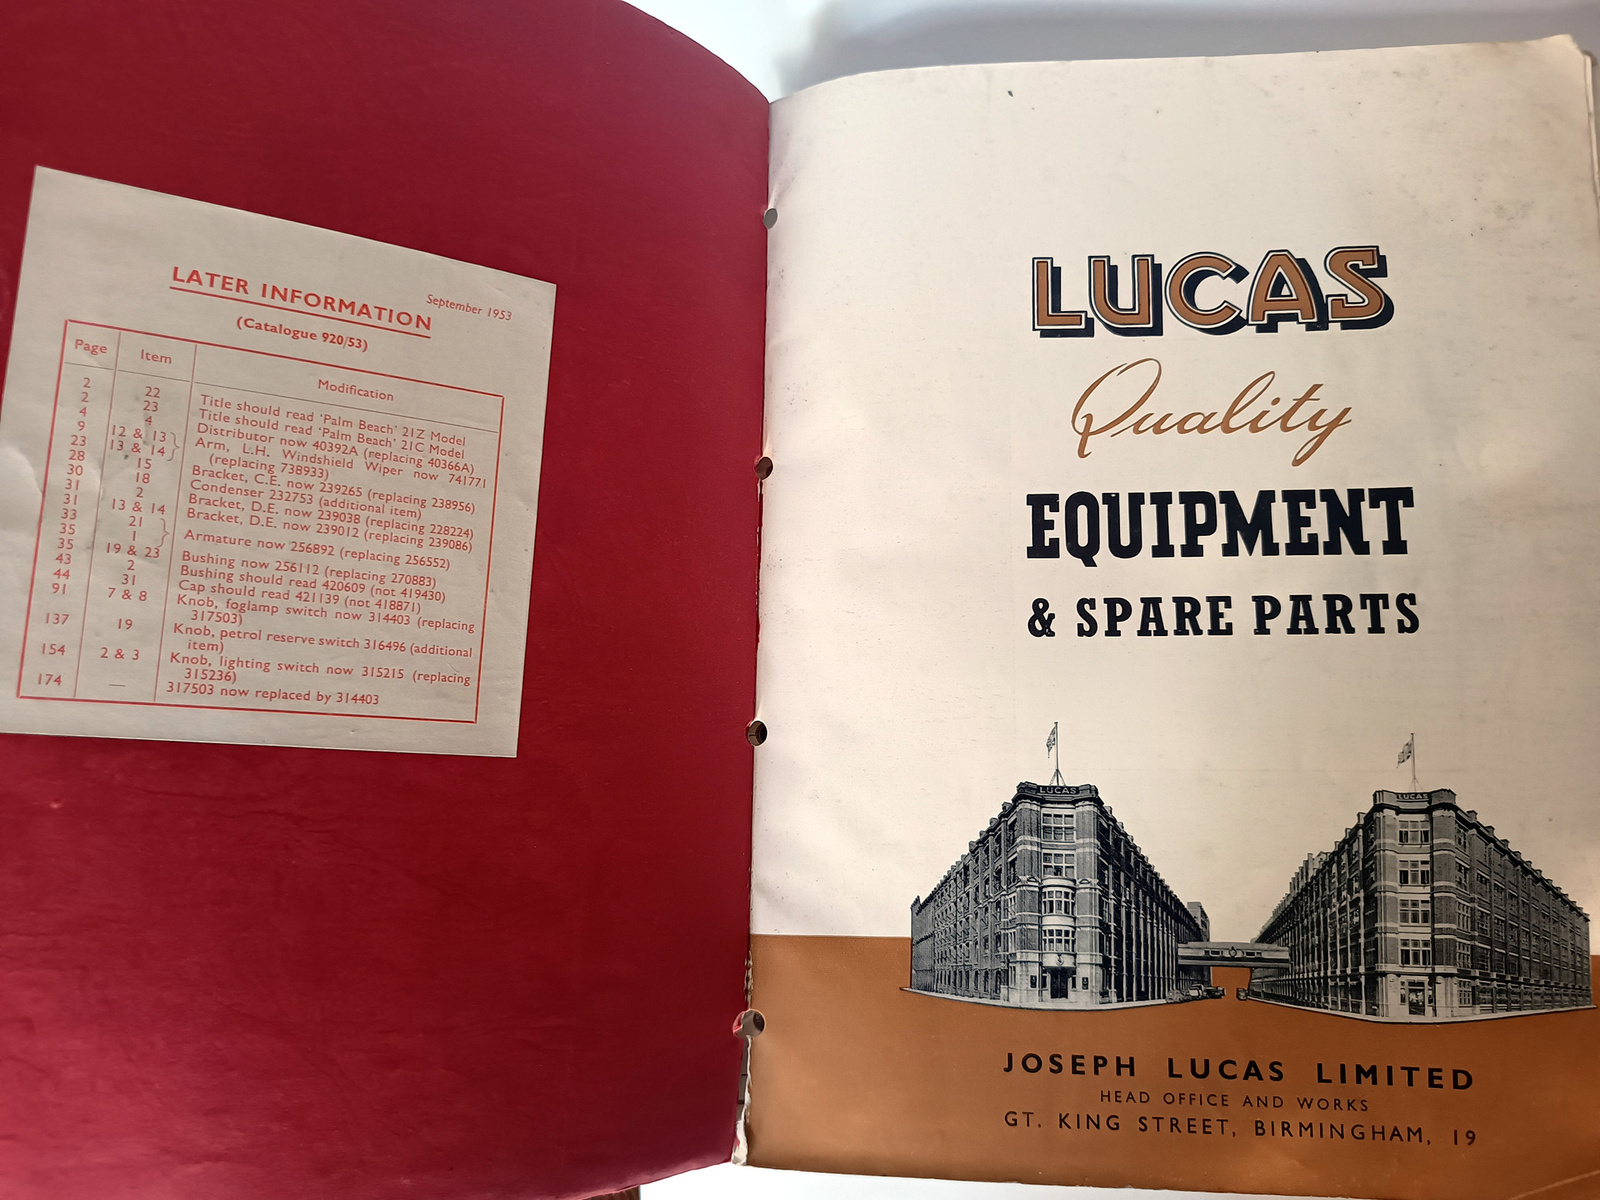 LATER INFORMATION
September 1953
(Catalogue 920/53)
Page Item Modification
2 22 Title should read 'Palm Beach' 21Z Model
2 23 Title should read 'Palm Beach' 21C Model
4 4 Distributor now 40392A (replacing 40366A)
9 12 & 13 } Arm, L.H. Windshield Wiper now 741771
23 13 & 14 } (replacing 738933)
28 15 Bracket, C.E. now 239265 (replacing 238956)
30 18 Condenser 232753 (additional item)
31 2 Bracket, D.E. now 239038 (replacing 228224)
31 13 & 14 Bracket, D.E. now 239012 (replacing 239086)
33 21 } Armature now 256892 (replacing 256552)
35 1 }
35 19 & 23 Bushing now 256112 (replacing 270883)
43 2 Bushing should read 420609 (not 419430)
44 31 Cap should read 421139 (not 418871)
91 7 & 8 Knob, foglamp switch now 314403 (replacing
317503)
137 19 Knob, petrol reserve switch 316496 (additional
item)
154 2 & 3 Knob, lighting switch now 315215 (replacing
315236)
174 — 317503 now replaced by 314403
LUCAS
Quality
EQUIPMENT
& SPARE PARTS
LUCAS
LUCAS
JOSEPH LUCAS LIMITED
HEAD OFFICE AND WORKS
GT. KING STREET, BIRMINGHAM, 19